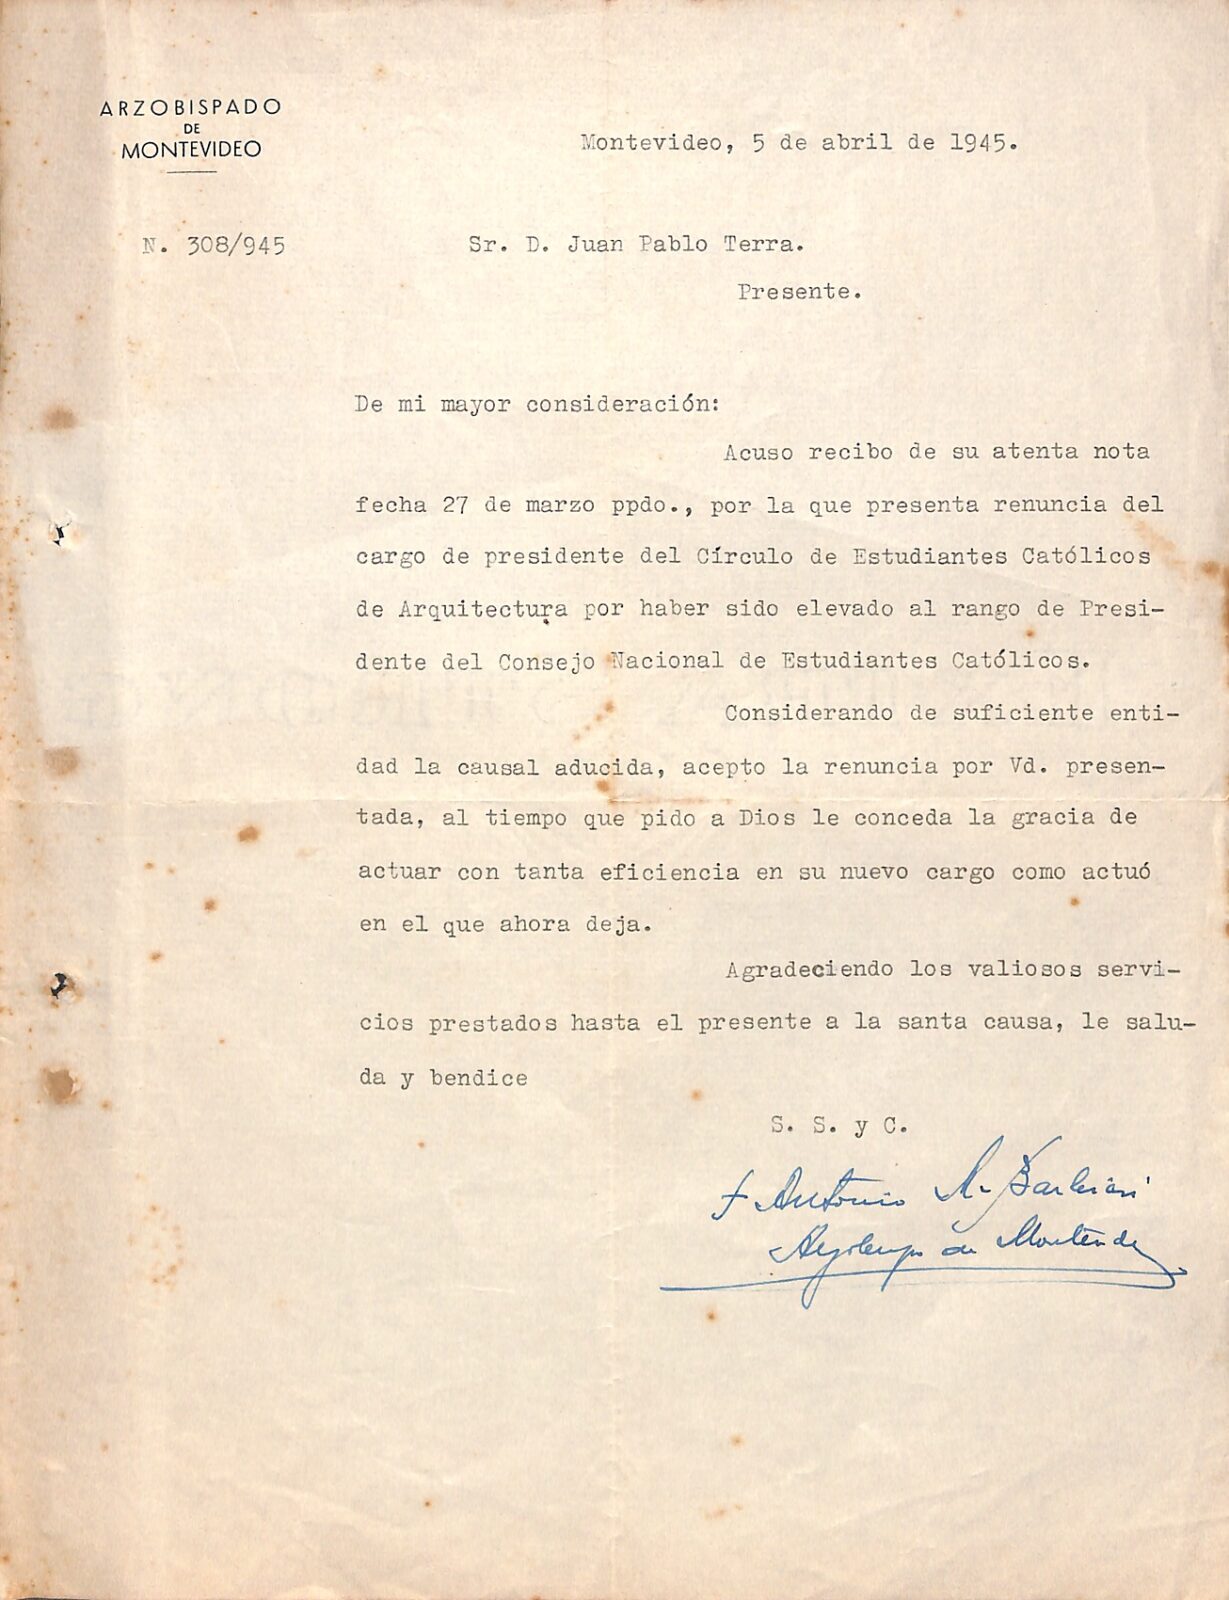 ARZOBISPADO
DE
MONTEVIDEO
Montevideo, 5 de abril de 1945.
N. 308/945
Sr. D. Juan Pablo Terra.
Presente.
De mi mayor consideración:
Acuso recibo de su atenta nota
fecha 27 de marzo ppdo., por la que presenta renuncia del
cargo de presidente del Círculo de Estudiantes Católicos
de Arquitectura por haber sido elevado al rango de Presi-
dente del Consejo Nacional de Estudiantes Católicos.
Considerando de suficiente enti-
dad la causal aducida, acepto la renuncia por Vd. presen-
tada, al tiempo que pido a Dios le conceda la gracia de
actuar con tanta eficiencia en su nuevo cargo como actuó
en el que ahora deja.
Agradeciendo los valiosos servi-
cios prestados hasta el presente a la santa causa, le salu-
da y bendice
S. S. y C.
† Antonio M. Barbieri
Arzobispo de Montevideo